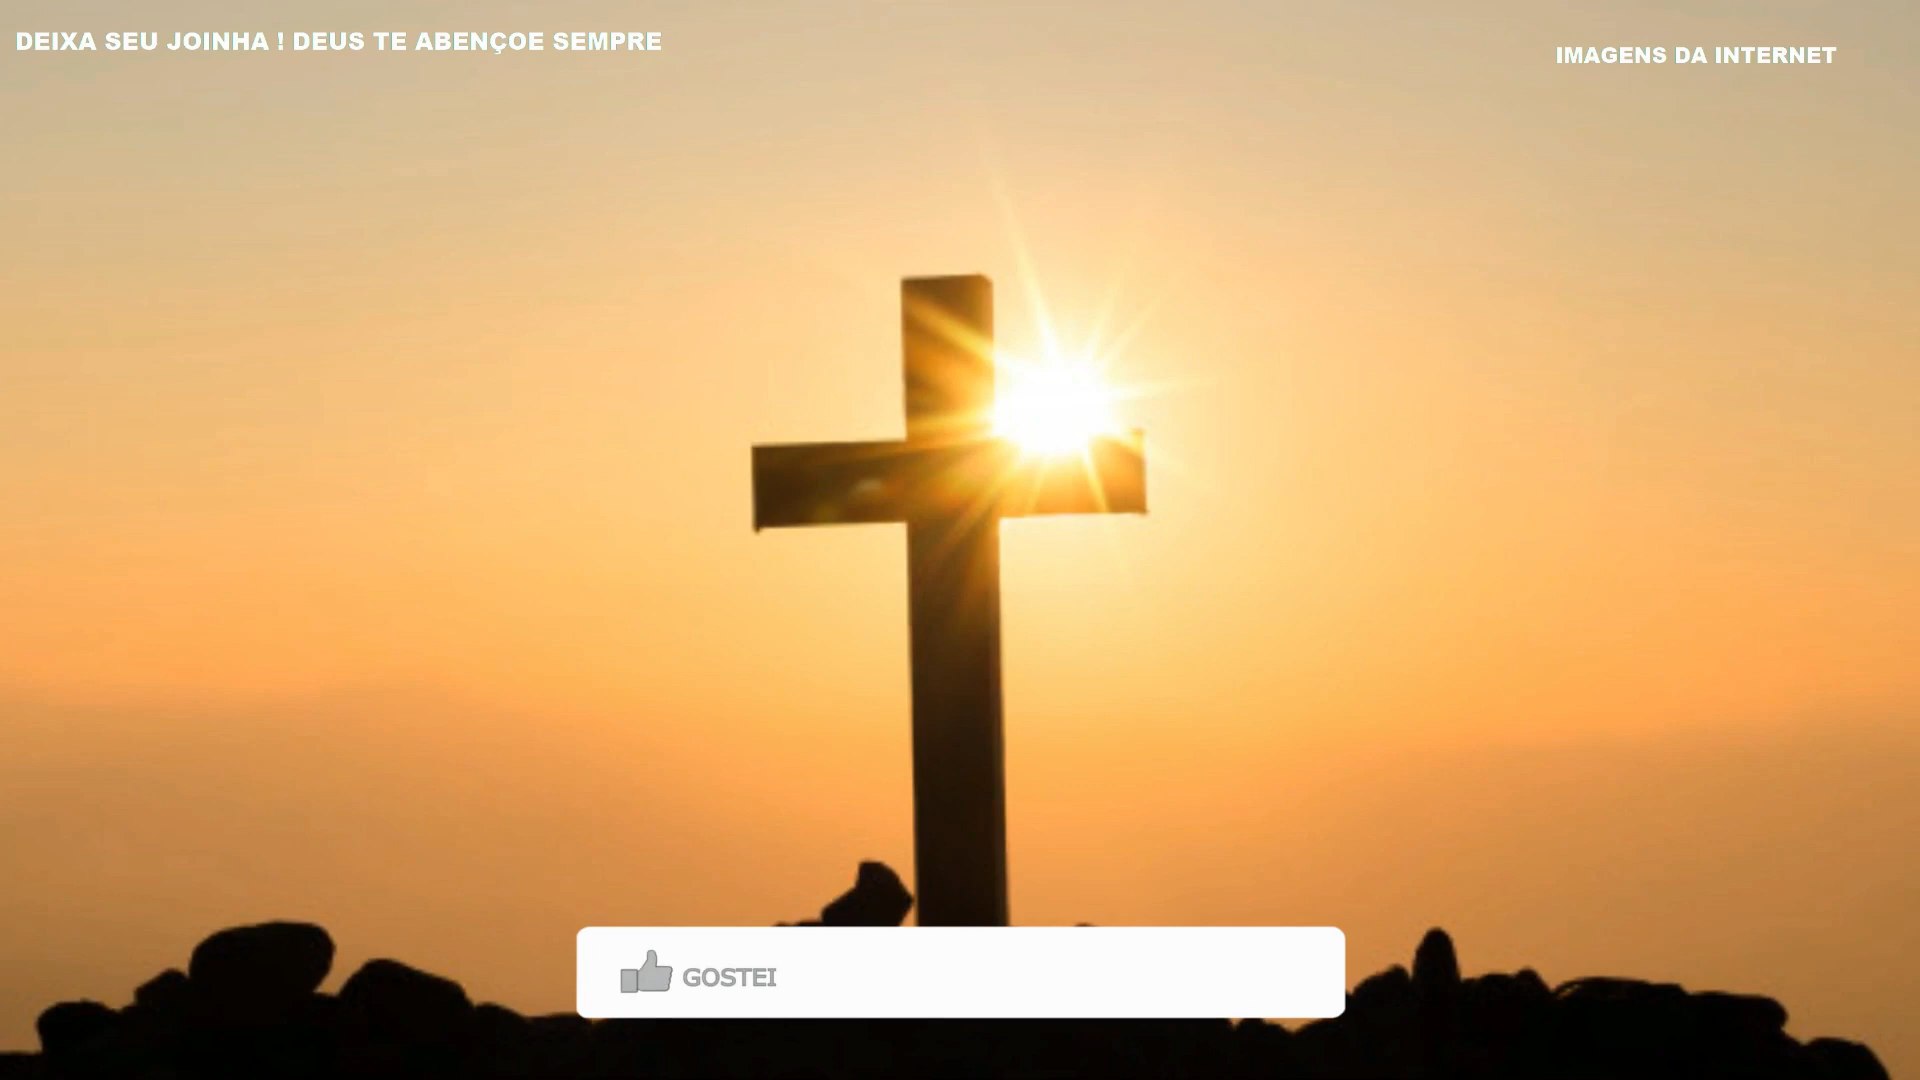 DEIXA SEU JOINHA ! DEUS TE ABENÇOE SEMPRE
IMAGENS DA INTERNET
GOSTEI